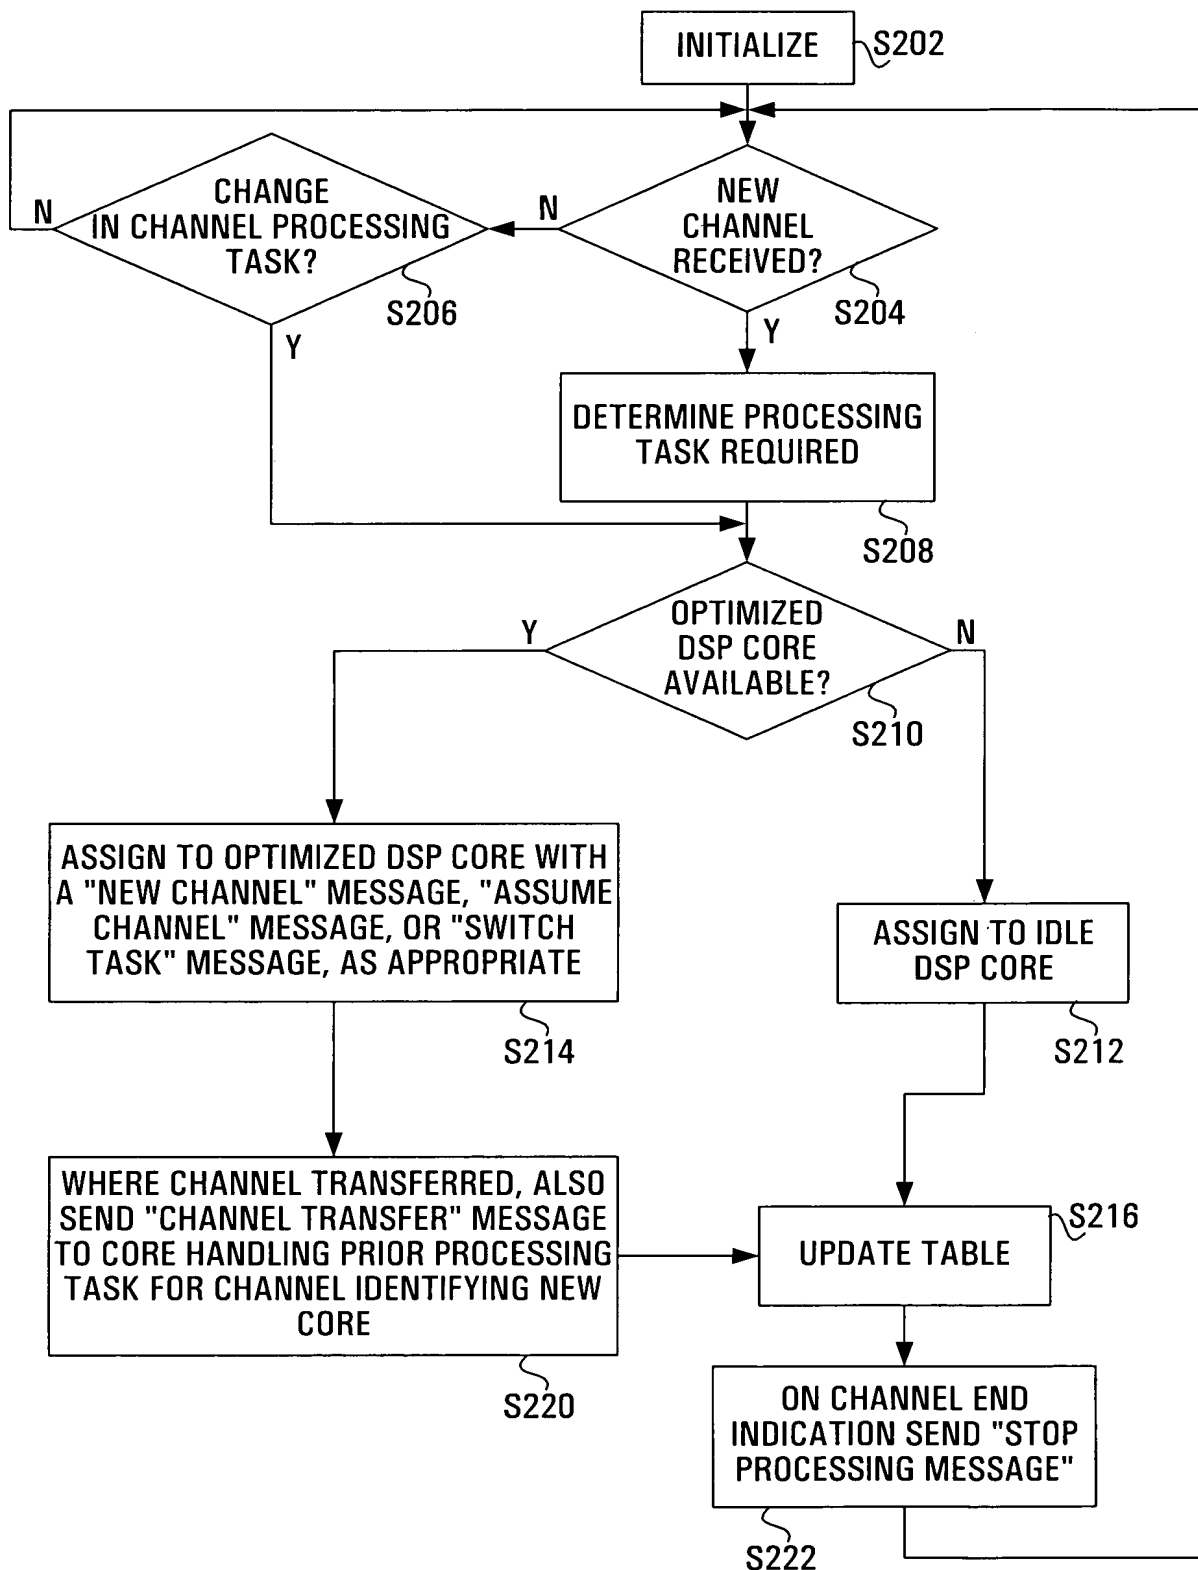 INITIALIZE
S202
CHANGE
IN CHANNEL PROCESSING
TASK?
N
Y
S206
NEW
CHANNEL
RECEIVED?
N
Y
S204
DETERMINE PROCESSING
TASK REQUIRED
S208
OPTIMIZED
DSP CORE
AVAILABLE?
Y
N
S210
ASSIGN TO OPTIMIZED DSP CORE WITH
A "NEW CHANNEL" MESSAGE, "ASSUME
CHANNEL" MESSAGE, OR "SWITCH
TASK" MESSAGE, AS APPROPRIATE
S214
ASSIGN TO IDLE
DSP CORE
S212
WHERE CHANNEL TRANSFERRED, ALSO
SEND "CHANNEL TRANSFER" MESSAGE
TO CORE HANDLING PRIOR PROCESSING
TASK FOR CHANNEL IDENTIFYING NEW
CORE
S220
UPDATE TABLE
S216
ON CHANNEL END
INDICATION SEND "STOP
PROCESSING MESSAGE"
S222